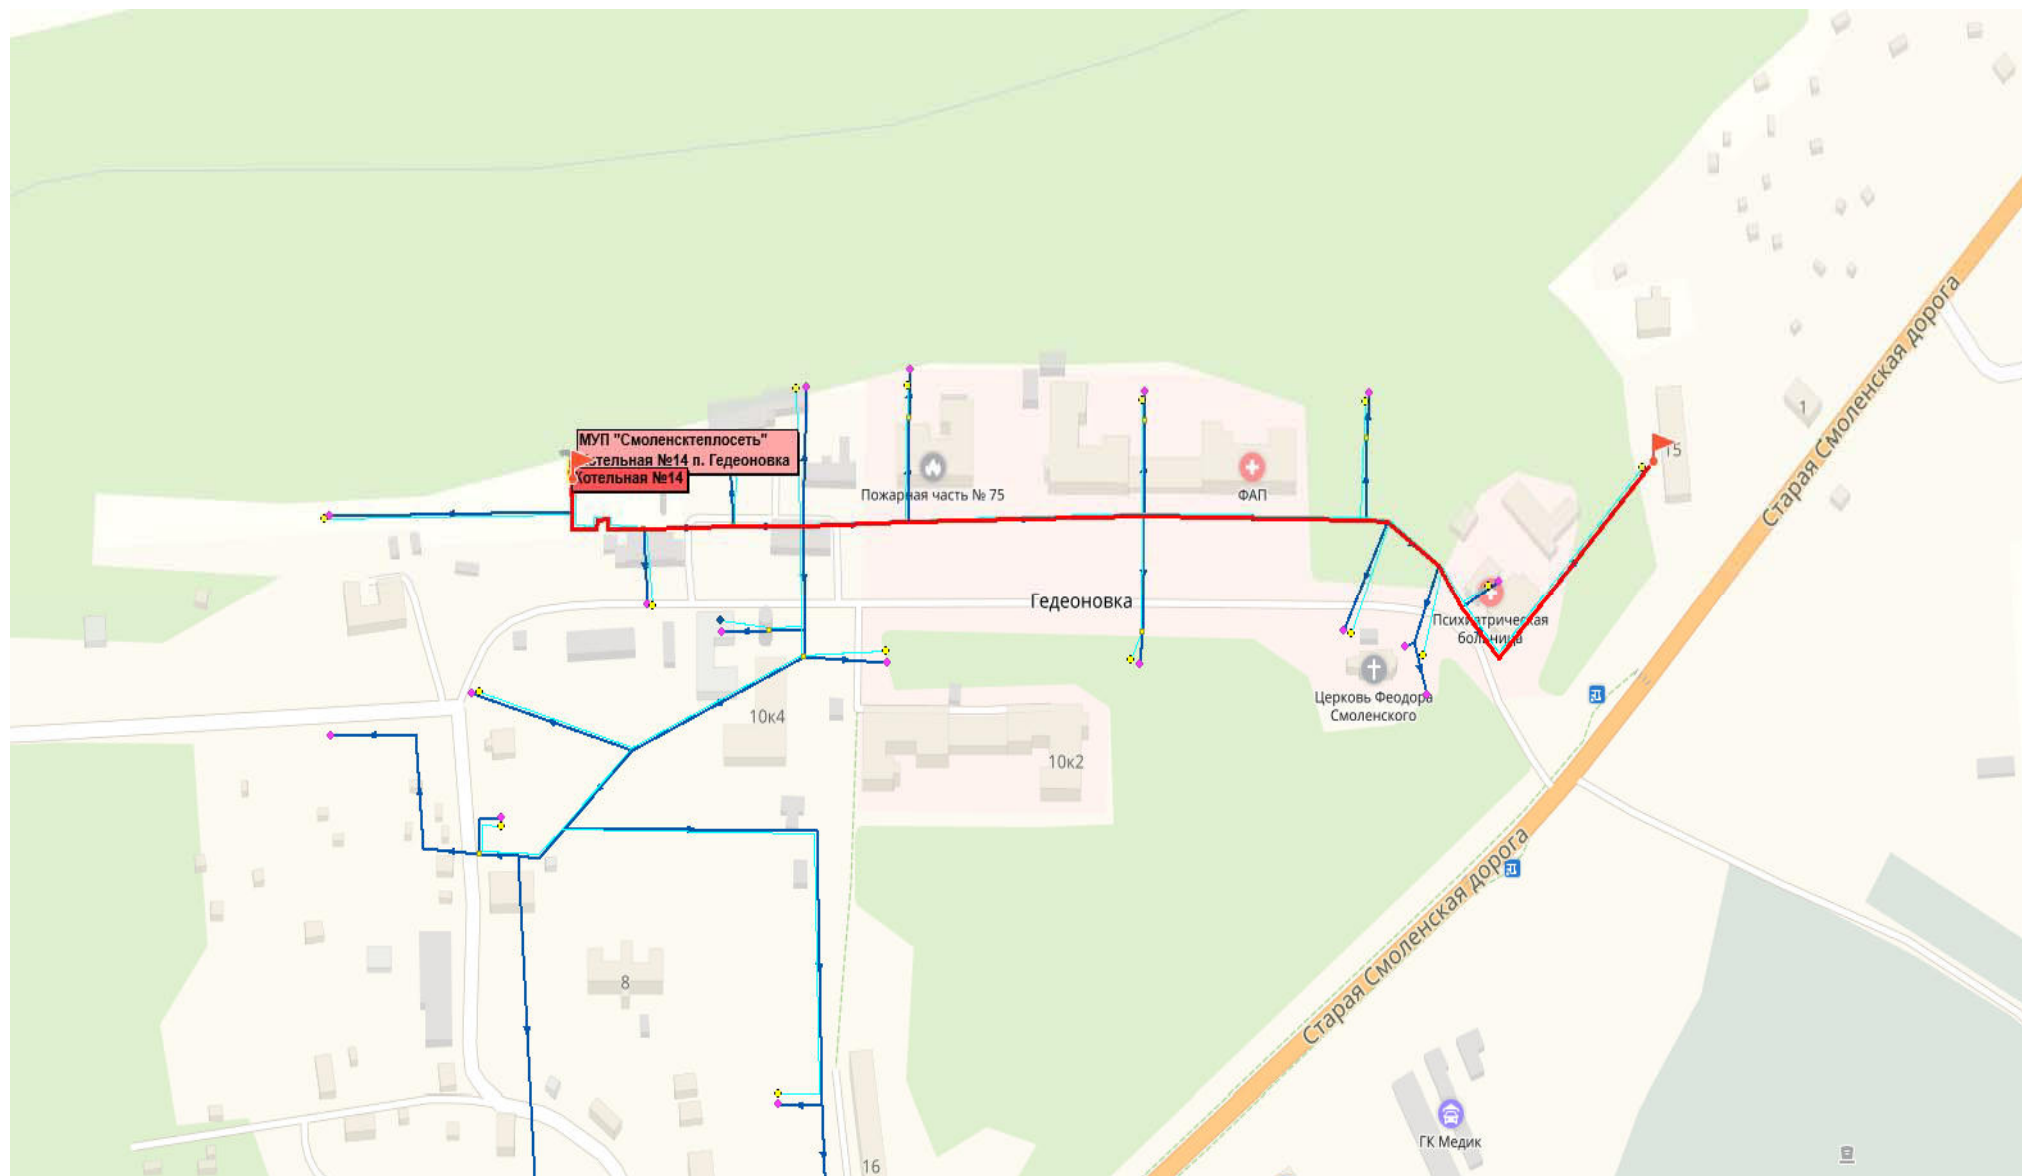 МУП "Смоленсктеплосеть"
Котельная №14 п. Гедеоновка
Котельная №14
Пожарная часть № 75
ФАП
15
1
Старая Смоленская дорога
Гедеоновка
Психиатрическая
больница
Церковь Феодора
Смоленского
10к4
10к2
Старая Смоленская дорога
8
ГК Медик
16